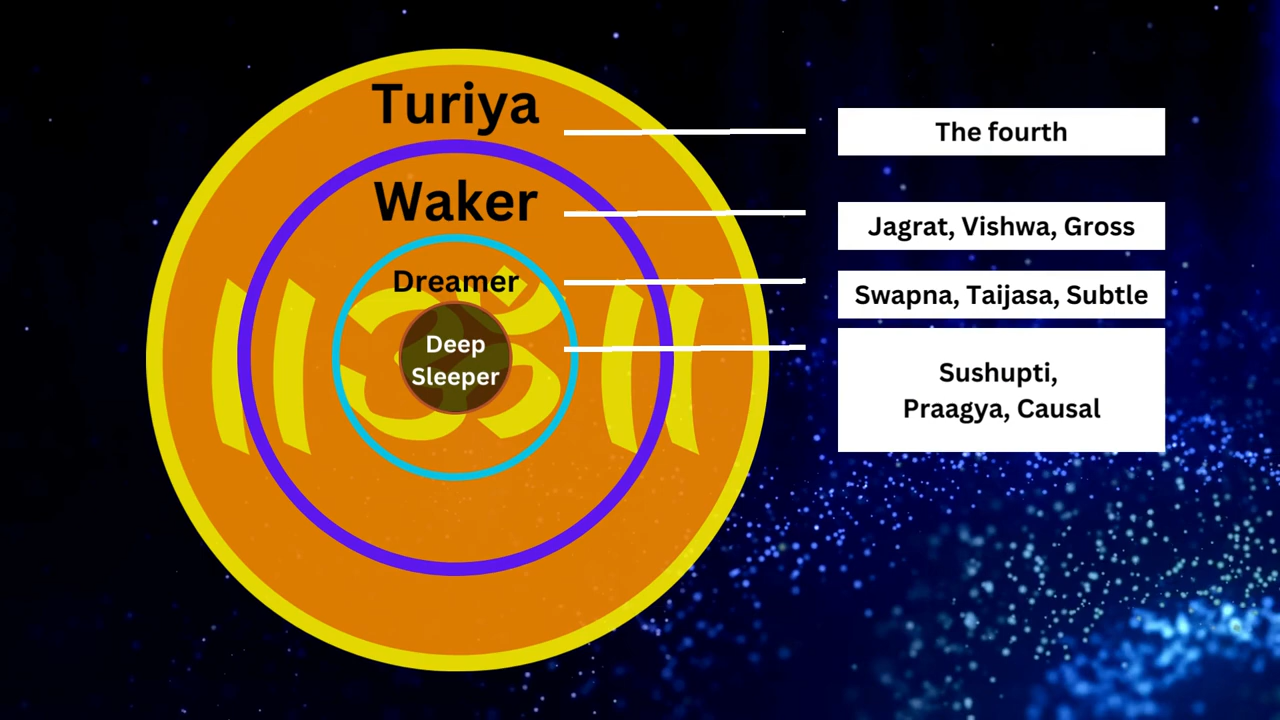 Turiya
The fourth
Waker
Jagrat, Vishwa, Gross
Dreamer
Swapna, Taijasa, Subtle
Deep
Sleeper
Sushupti,
Praagya, Causal
॥ॐ॥